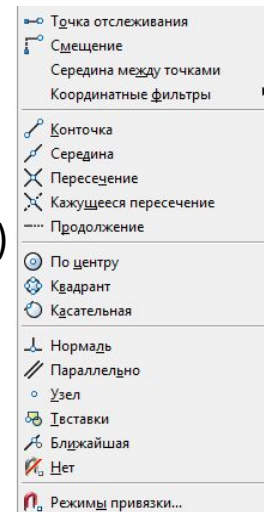 Точка отслеживания
Смещение
Середина между точками
Координатные фильтры
Конточка
Середина
Пересечение
Кажущееся пересечение
Продолжение
)
По центру
Квадрант
Касательная
Нормаль
Параллельно
Узел
Твставки
Ближайшая
Нет
Режимы привязки...